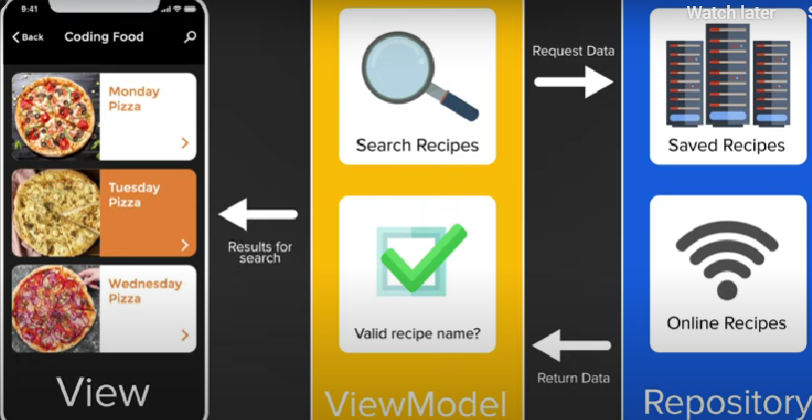 9:41
Back
Coding Food
Monday
Pizza
Tuesday
Pizza
Wednesday
Pizza
View
Results for
search
Search Recipes
Valid recipe name?
ViewModel
Request Data
Return Data
Watch later
Saved Recipes
Online Recipes
Repository